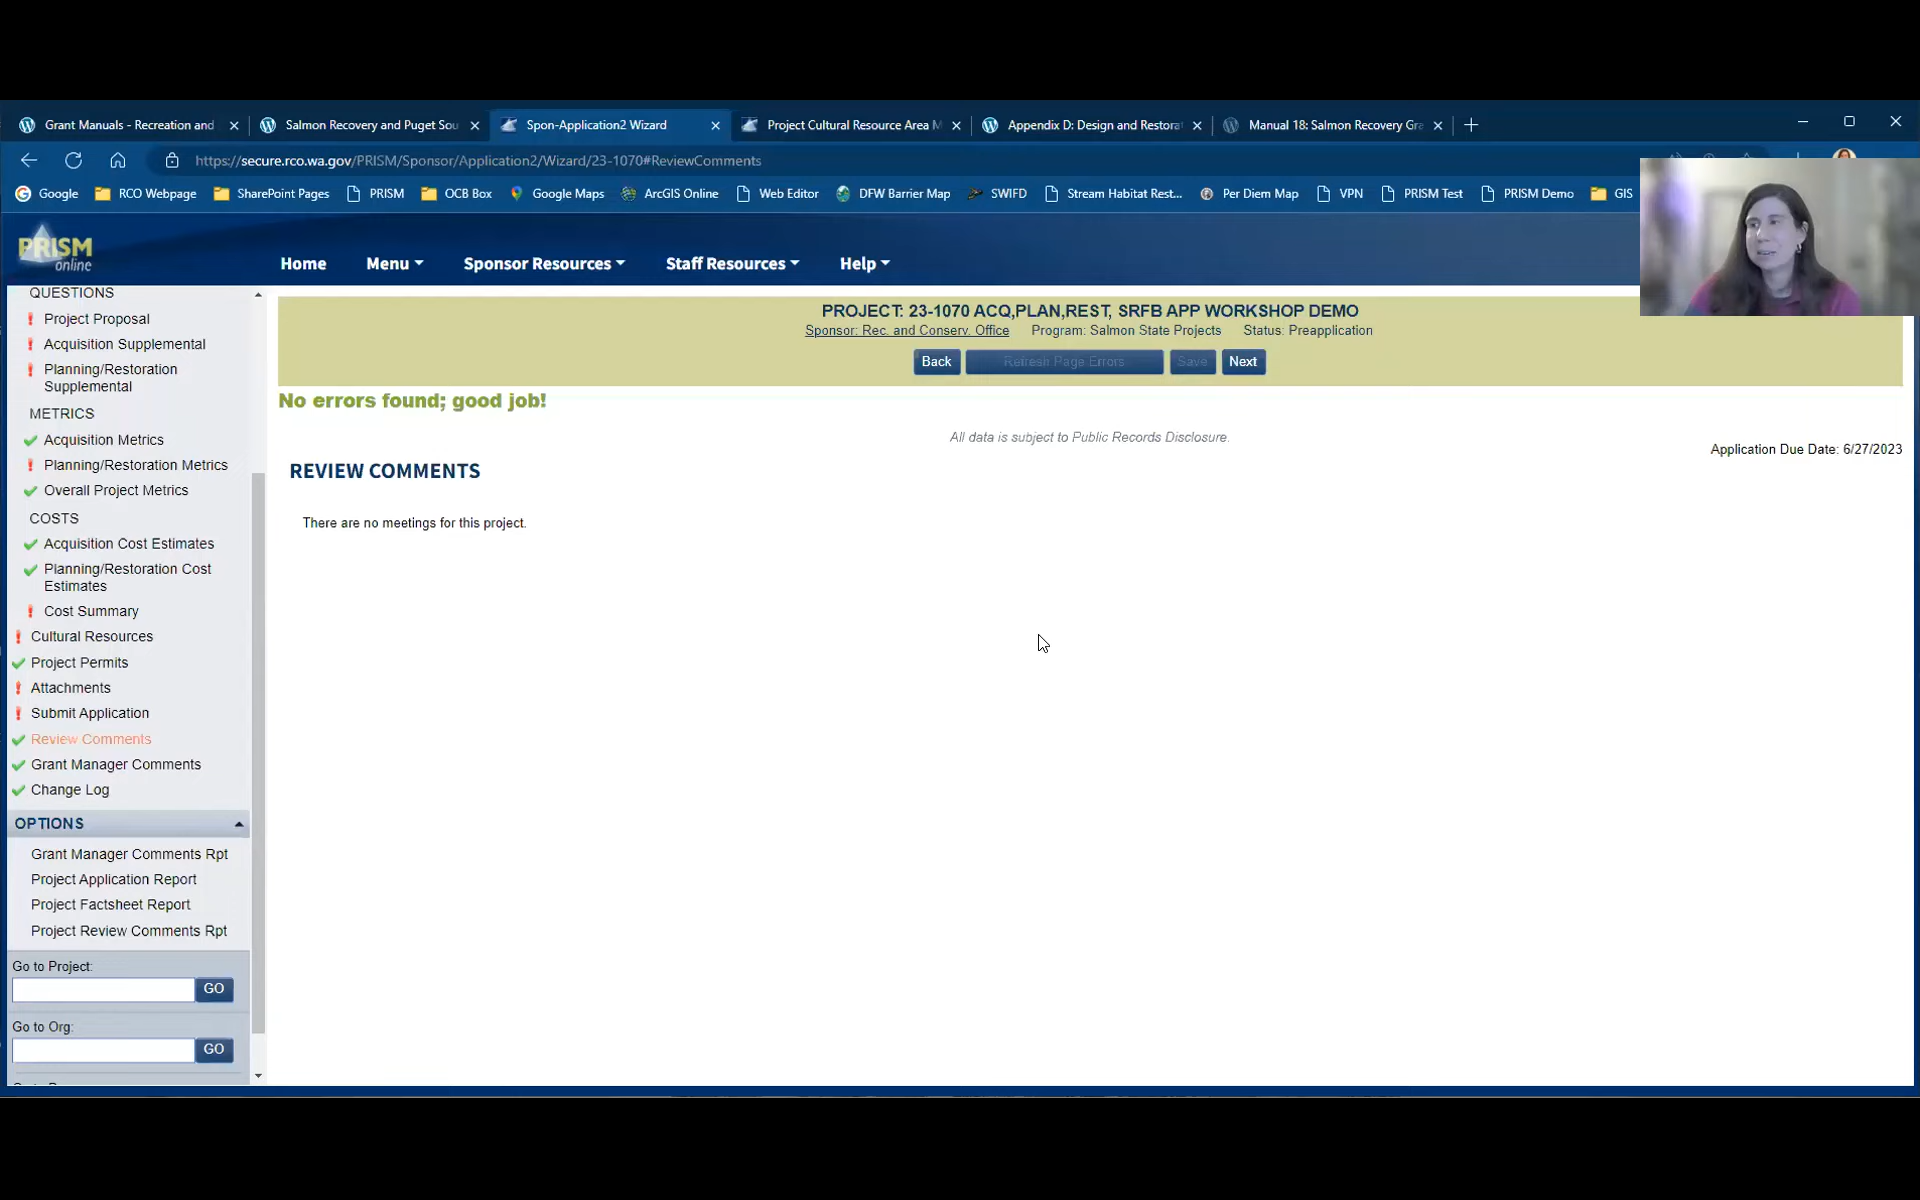 Grant Manuals - Recreation and
Salmon Recovery and Puget Sou
Spon-Application2 Wizard
Project Cultural Resource Area M
Appendix D: Design and Restorat
Manual 18: Salmon Recovery Gra
https://secure.rco.wa.gov/PRISM/Sponsor/Application2/Wizard/23-1070#ReviewComments
Google
RCO Webpage
SharePoint Pages
PRISM
OCB Box
Google Maps
ArcGIS Online
Web Editor
DFW Barrier Map
SWIFD
Stream Habitat Rest...
Per Diem Map
VPN
PRISM Test
PRISM Demo
GIS
PRISM
online
Home
Menu
Sponsor Resources
Staff Resources
Help
QUESTIONS
Project Proposal
Acquisition Supplemental
Planning/Restoration
Supplemental
METRICS
Acquisition Metrics
Planning/Restoration Metrics
Overall Project Metrics
COSTS
Acquisition Cost Estimates
Planning/Restoration Cost
Estimates
Cost Summary
Cultural Resources
Project Permits
Attachments
Submit Application
Review Comments
Grant Manager Comments
Change Log
OPTIONS
Grant Manager Comments Rpt
Project Application Report
Project Factsheet Report
Project Review Comments Rpt
Go to Project:
GO
Go to Org:
GO
PROJECT: 23-1070 ACQ,PLAN,REST, SRFB APP WORKSHOP DEMO
Sponsor: Rec. and Conserv. Office Program: Salmon State Projects Status: Preapplication
Back
Refresh Page Errors
Save
Next
No errors found; good job!
All data is subject to Public Records Disclosure.
Application Due Date: 6/27/2023
REVIEW COMMENTS
There are no meetings for this project.